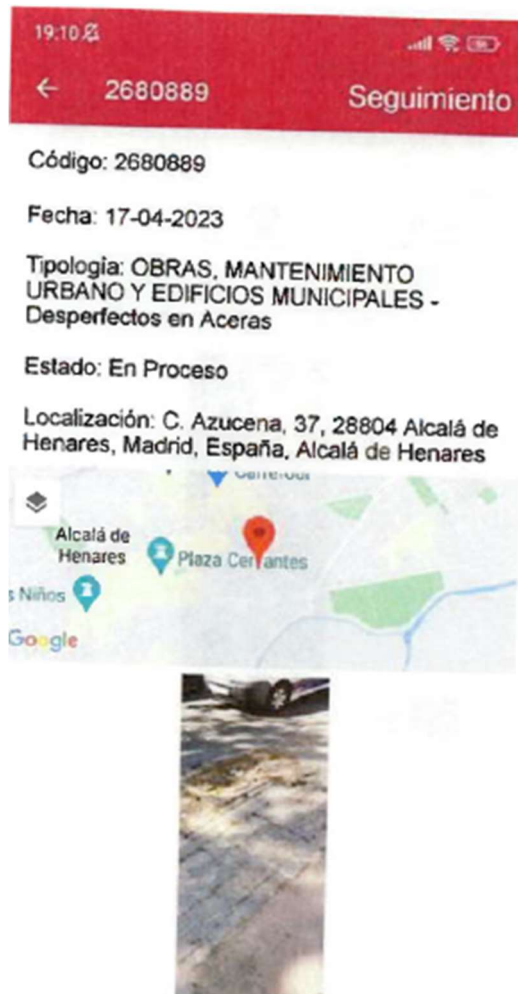 19:10
← 2680889 Seguimiento
Código: 2680889
Fecha: 17-04-2023
Tipología: OBRAS, MANTENIMIENTO
URBANO Y EDIFICIOS MUNICIPALES -
Desperfectos en Aceras
Estado: En Proceso
Localización: C. Azucena, 37, 28804 Alcalá de
Henares, Madrid, España, Alcalá de Henares
Carrefour
Alcalá de
Henares
Plaza Cervantes
s Niños
Google